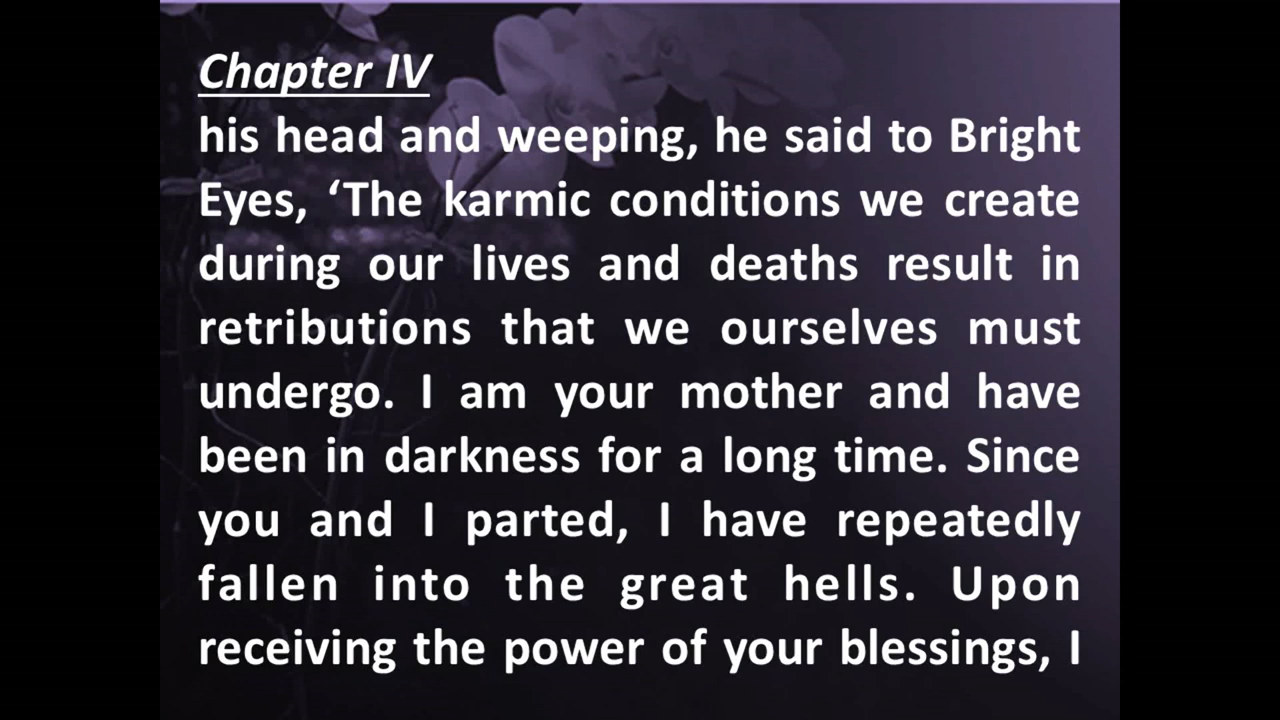 Chapter IV
his head and weeping, he said to Bright
Eyes, ‘The karmic conditions we create
during our lives and deaths result in
retributions that we ourselves must
undergo. I am your mother and have
been in darkness for a long time. Since
you and I parted, I have repeatedly
fallen into the great hells. Upon
receiving the power of your blessings, I